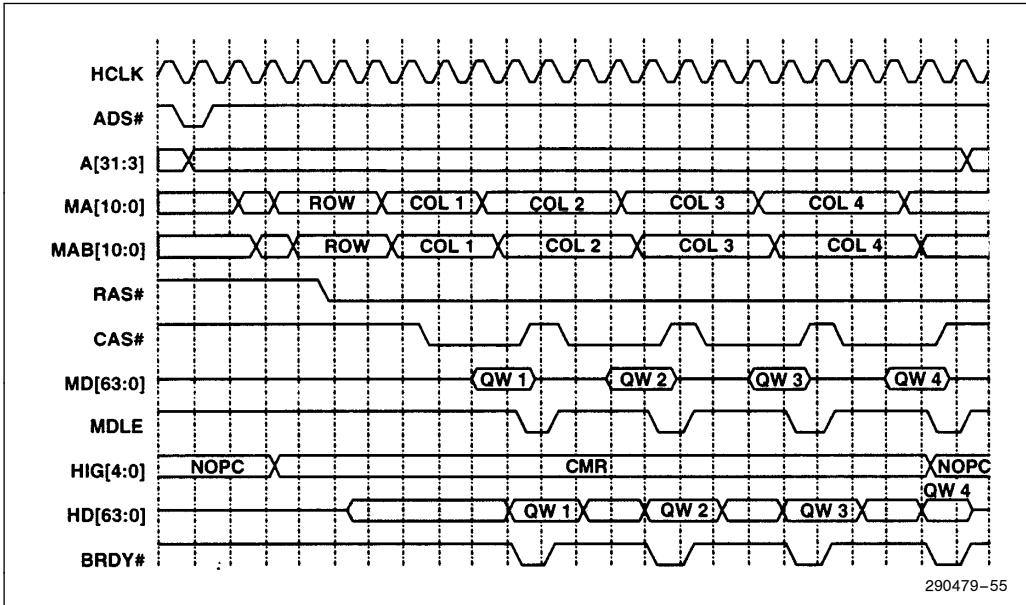 HCLK
ADS#
A[31:3]
MA[10:0] ROW COL 1 COL 2 COL 3 COL 4
MAB[10:0] ROW COL 1 COL 2 COL 3 COL 4
RAS#
CAS#
MD[63:0] QW 1 QW 2 QW 3 QW 4
MDLE
HIG[4:0] NOPC CMR NOPC
HD[63:0] QW 1 QW 2 QW 3 QW 4
BRDY#
290479-55